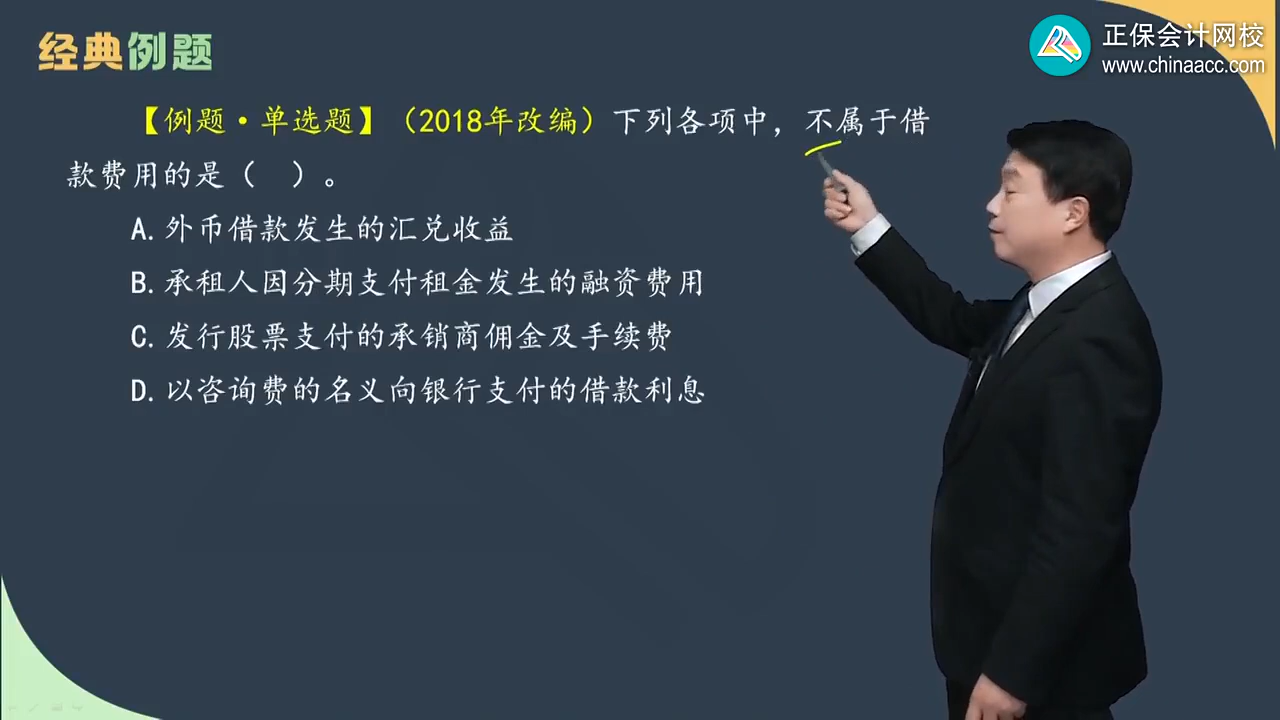 经典例题
正保会计网校
www.chinaacc.com
【例题·单选题】（2018年改编）下列各项中，不属于借
款费用的是（ ）。
A. 外币借款发生的汇兑收益
B. 承租人因分期支付租金发生的融资费用
C. 发行股票支付的承销商佣金及手续费
D. 以咨询费的名义向银行支付的借款利息